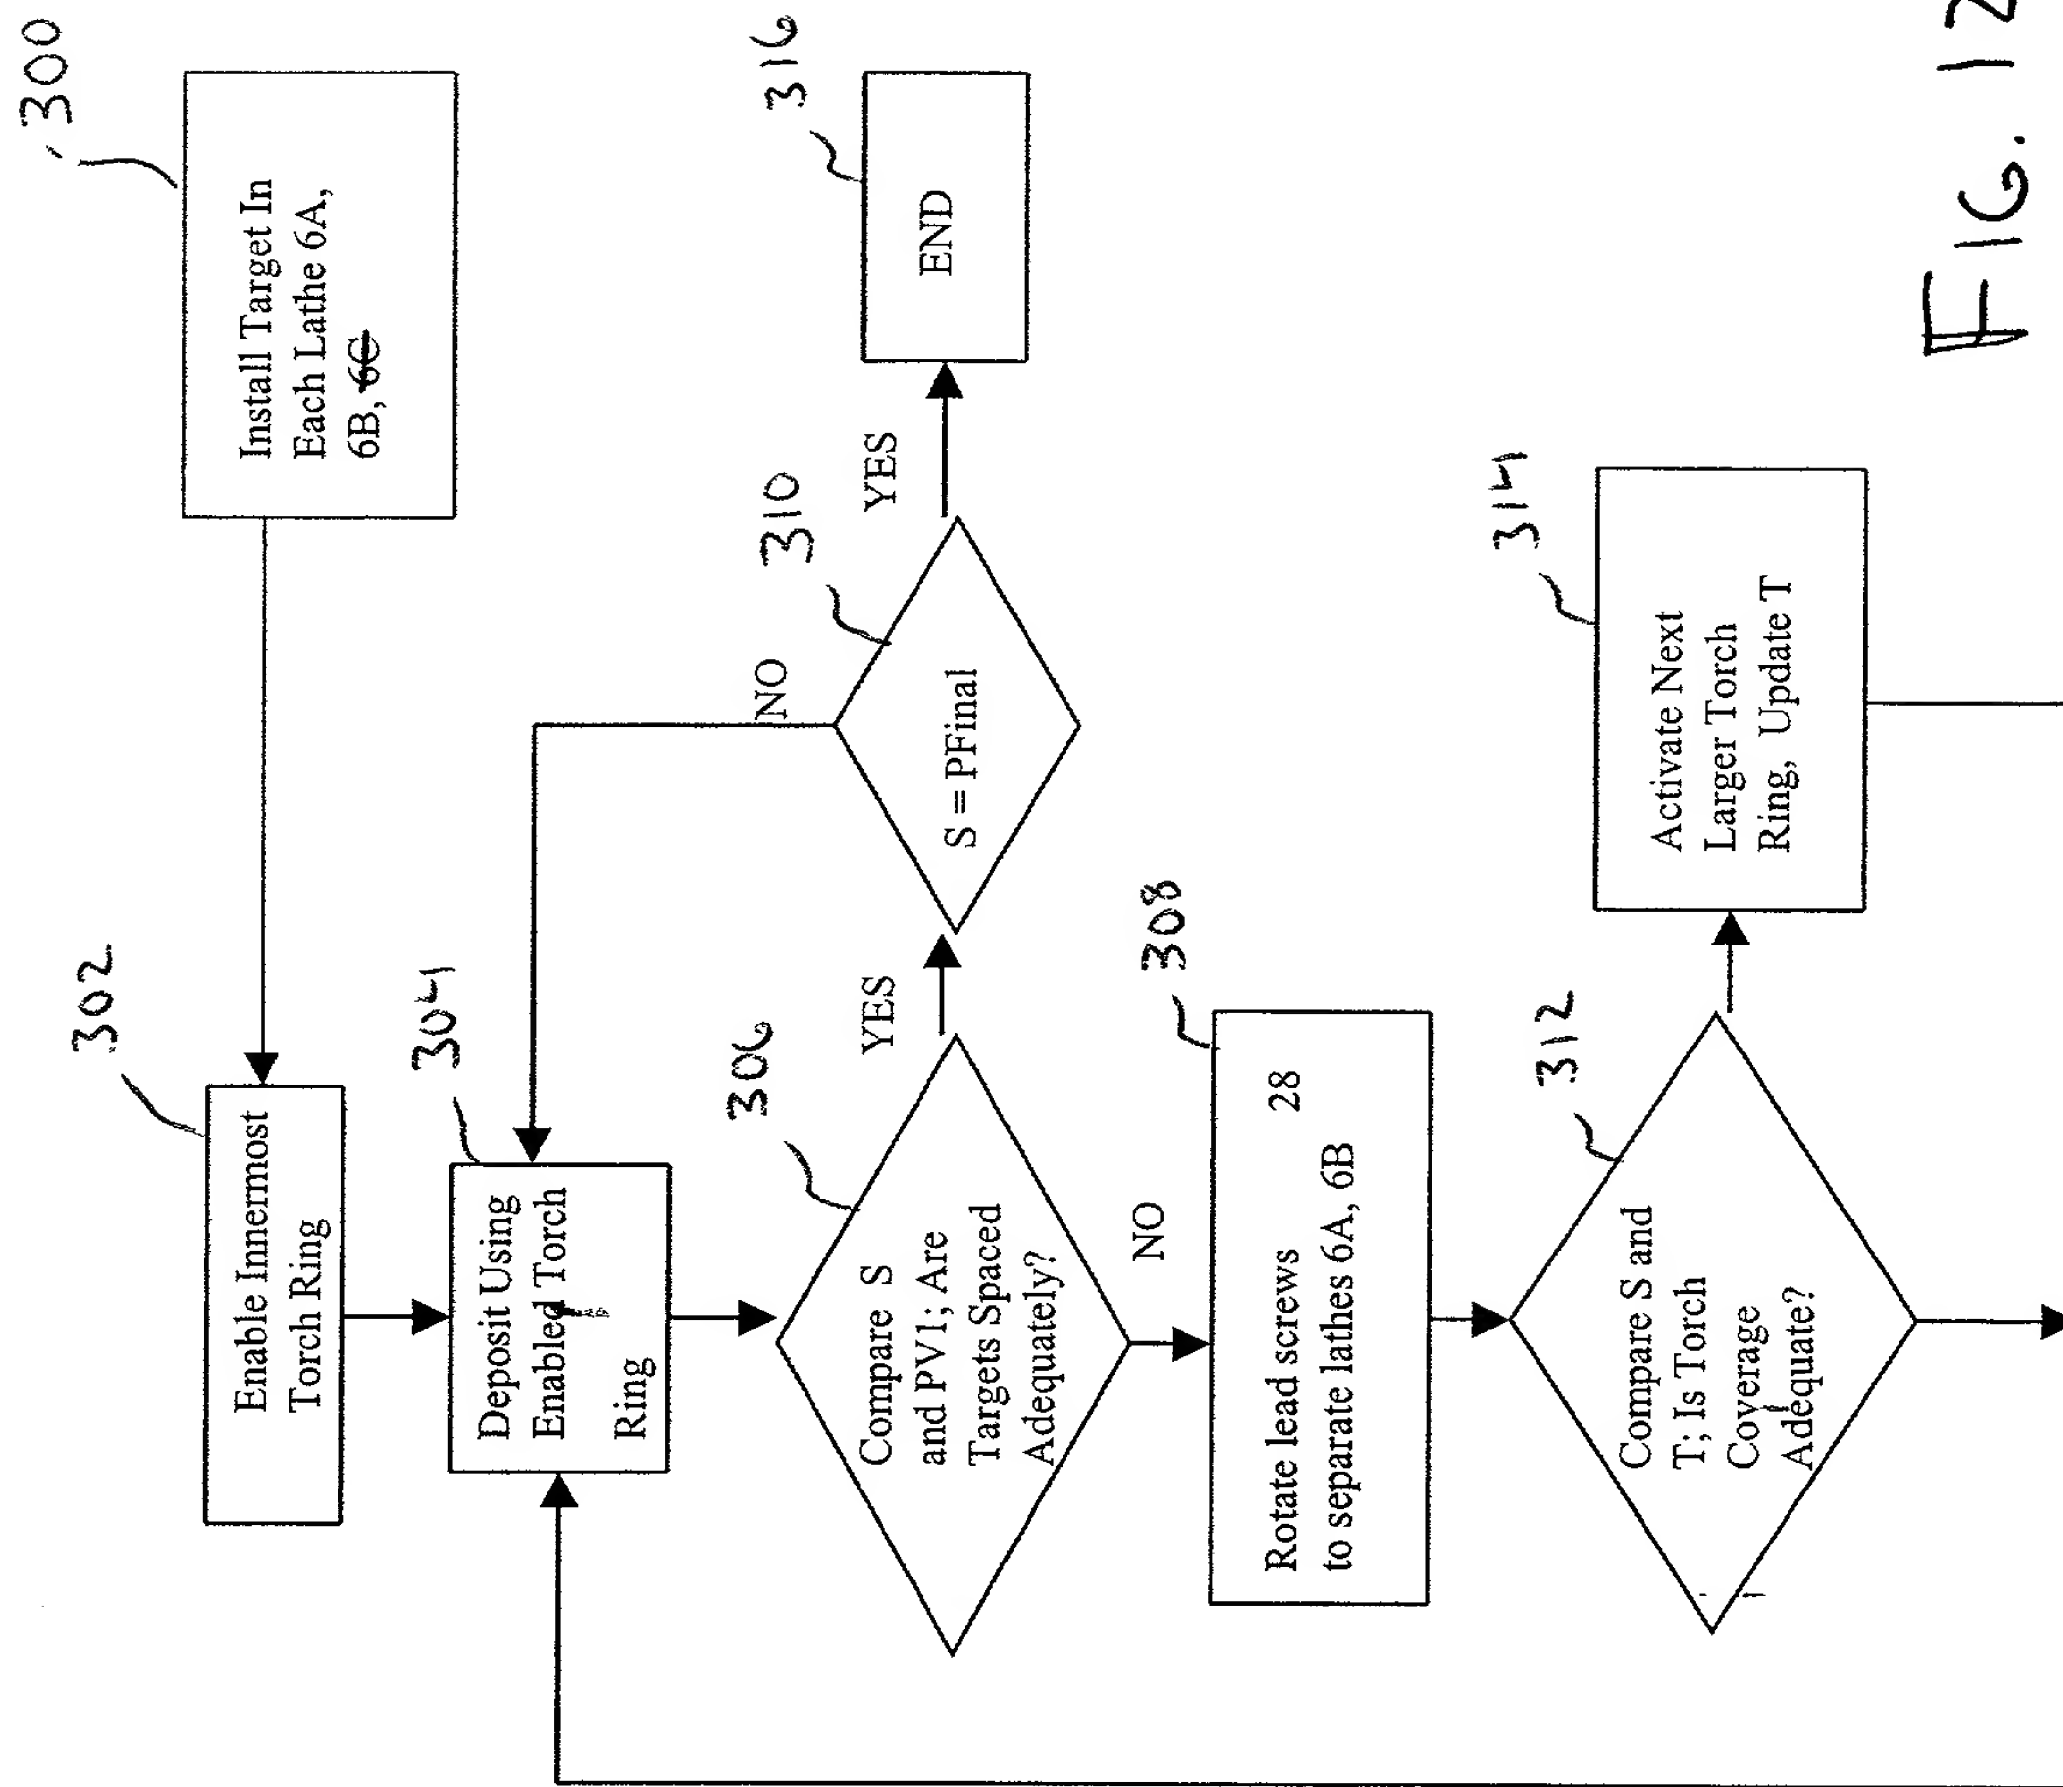 300
Install Target In
Each Lathe 6A,
6B, 6C
302
Enable Innermost
Torch Ring
304
Deposit Using
Enabled Torch
Ring
306
Compare S
and PV1; Are
Targets Spaced
Adequately?
YES
NO
310
S = PFinal
NO
YES
316
END
308
Rotate lead screws 28
to separate lathes 6A, 6B
312
Compare S and
T; Is Torch
Coverage
Adequate?
314
Activate Next
Larger Torch
Ring, Update T
FIG. 12